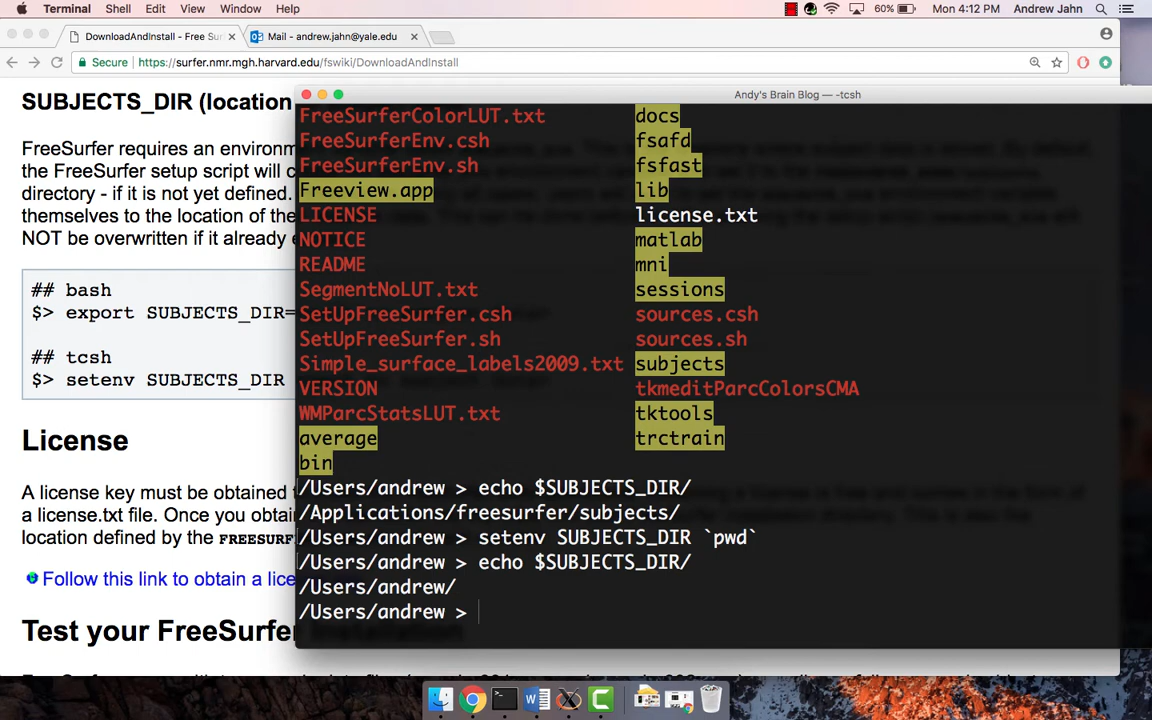 Terminal Shell Edit View Window Help 60% Mon 4:12 PM Andrew Jahn
DownloadAndInstall - Free Sur Mail - andrew.jahn@yale.edu
Secure https://surfer.nmr.mgh.harvard.edu/fswiki/DownloadAndInstall
SUBJECTS_DIR (location
FreeSurfer requires an environm
the FreeSurfer setup script will c
directory - if it is not yet defined.
themselves to the location of the
NOT be overwritten if it already e
## bash
$> export SUBJECTS_DIR=
## tcsh
$> setenv SUBJECTS_DIR
License
A license key must be obtained
a license.txt file. Once you obtai
location defined by the FREESURF
Follow this link to obtain a lice
Test your FreeSurfer
Andy's Brain Blog — -tcsh
FreeSurferColorLUT.txt docs
FreeSurferEnv.csh fsafd
FreeSurferEnv.sh fsfast
Freeview.app lib
LICENSE license.txt
NOTICE matlab
README mni
SegmentNoLUT.txt sessions
SetUpFreeSurfer.csh sources.csh
SetUpFreeSurfer.sh sources.sh
Simple_surface_labels2009.txt subjects
VERSION tkmeditParcColorsCMA
WMParcStatsLUT.txt tktools
average trctrain
bin
/Users/andrew > echo $SUBJECTS_DIR/
/Applications/freesurfer/subjects/
/Users/andrew > setenv SUBJECTS_DIR `pwd`
/Users/andrew > echo $SUBJECTS_DIR/
/Users/andrew/
/Users/andrew >